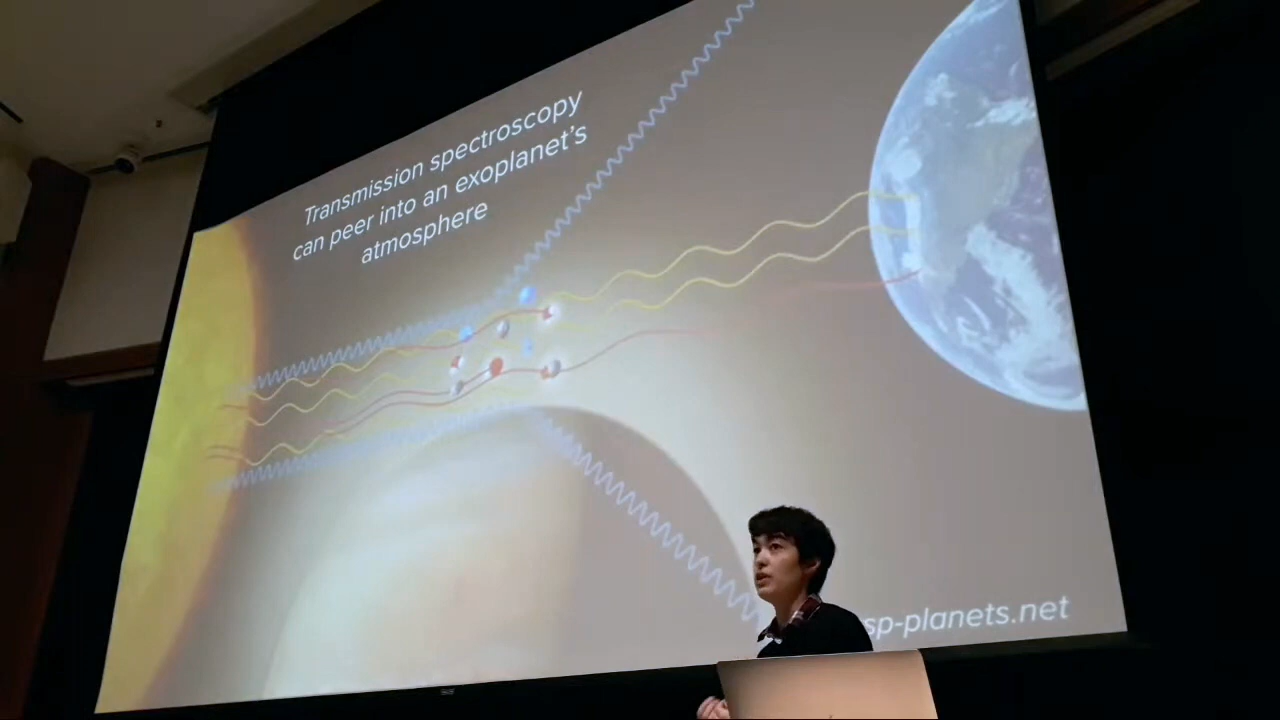 Transmission spectroscopy
can peer into an exoplanet's
atmosphere
sp-planets.net